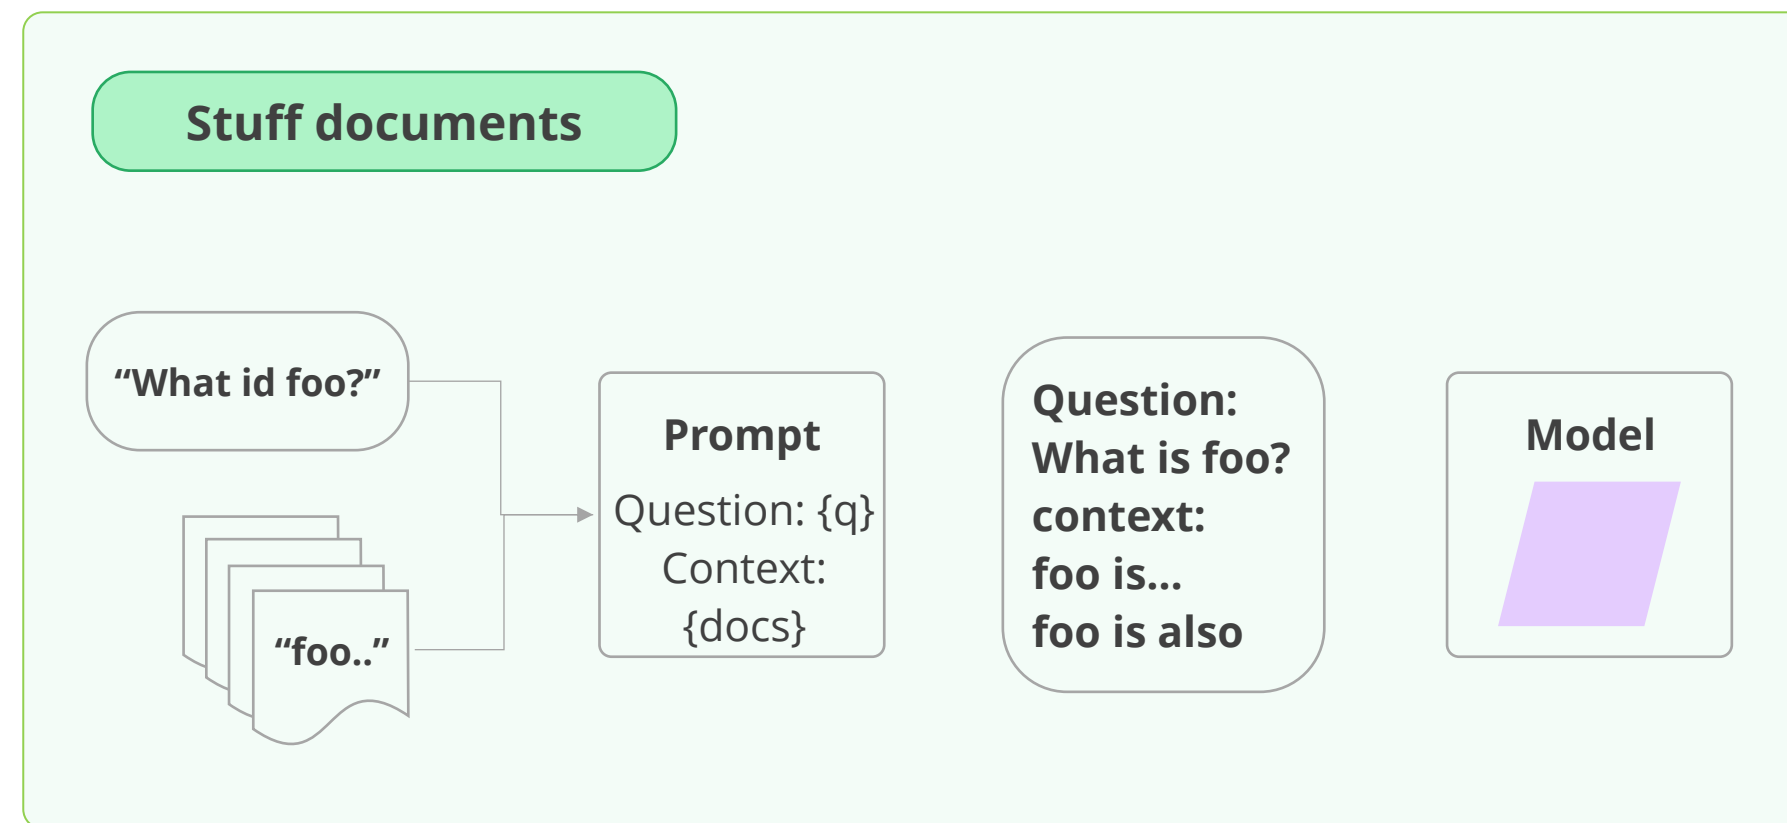 Stuff documents
“What id foo?”
“foo..”
Prompt
Question: {q}
Context:
{docs}
Question:
What is foo?
context:
foo is...
foo is also
Model